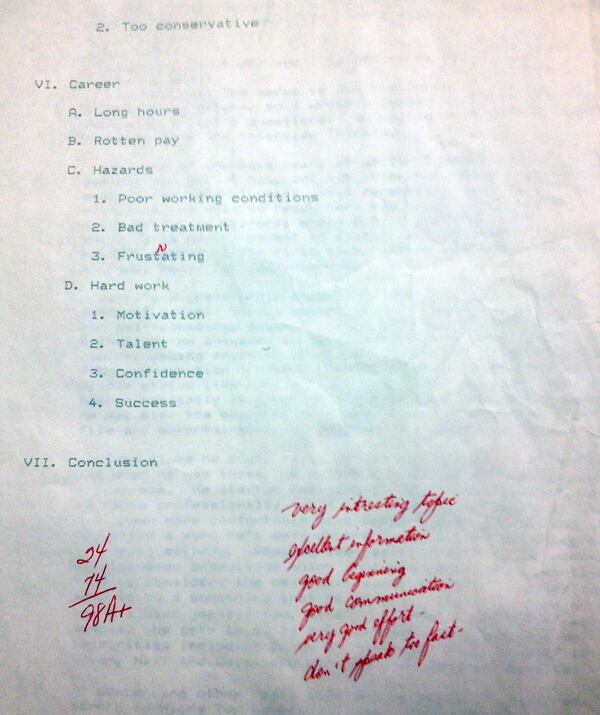 2. Too conservative
VI. Career
A. Long hours
B. Rotten pay
C. Hazards
1. Poor working conditions
2. Bad treatment
3. Frustating
r
D. Hard work
1. Motivation
2. Talent
3. Confidence
4. Success
VII. Conclusion
very intresting topic
excellent information
good beginning
good communication
very good effort-
don't speak too fast-
24
74
98A+